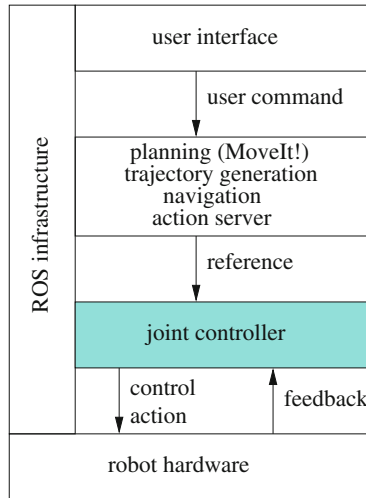 user interface
user command
planning (MoveIt!)
trajectory generation
navigation
action server
reference
joint controller
control
action
feedback
robot hardware
ROS infrastructure